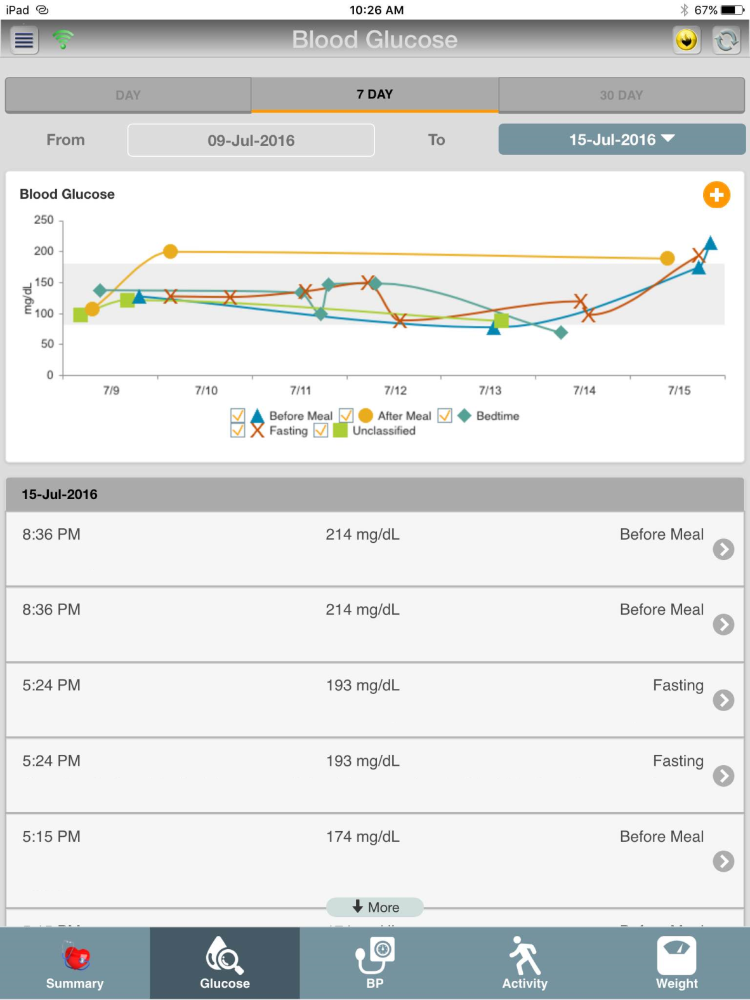 iPad 10:26 AM 67%
Blood Glucose
DAY 7 DAY 30 DAY
From 09-Jul-2016 To 15-Jul-2016
Blood Glucose
250
200
150
100
50
0
mg/dL
7/9 7/10 7/11 7/12 7/13 7/14 7/15
Before Meal After Meal Bedtime
Fasting Unclassified
15-Jul-2016
8:36 PM 214 mg/dL Before Meal
8:36 PM 214 mg/dL Before Meal
5:24 PM 193 mg/dL Fasting
5:24 PM 193 mg/dL Fasting
5:15 PM 174 mg/dL Before Meal
More
Summary Glucose BP Activity Weight